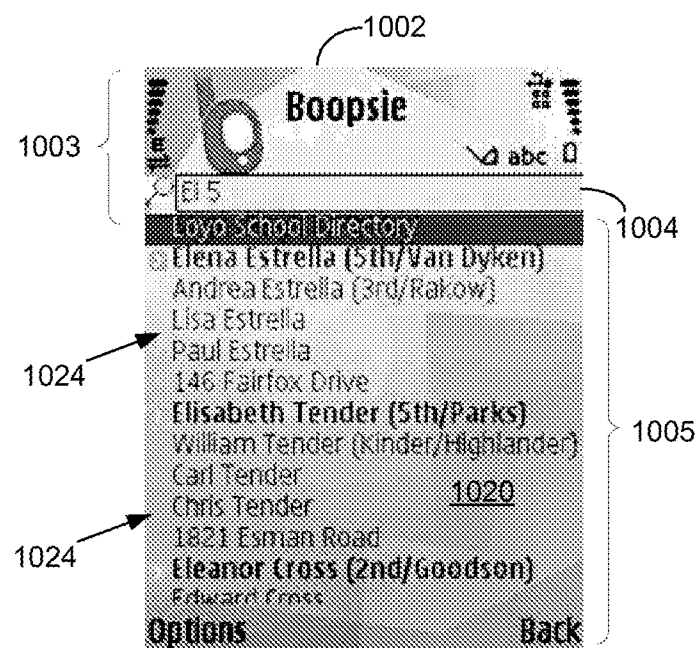 1002
1003
Boopsie
abc
El 5
1004
Loyo School Directory
Elena Estrella (5th/Van Dyken)
Andrea Estrella (3rd/Rakow)
Lisa Estrella
1024
Paul Estrella
146 Fairfox Drive
Elisabeth Tender (5th/Parks)
1005
William Tender (Kinder/Highlander)
Carl Tender
1020
Chris Tender
1024
1821 Esman Road
Eleanor Cross (2nd/Goodson)
Edward Cross
Options
Back